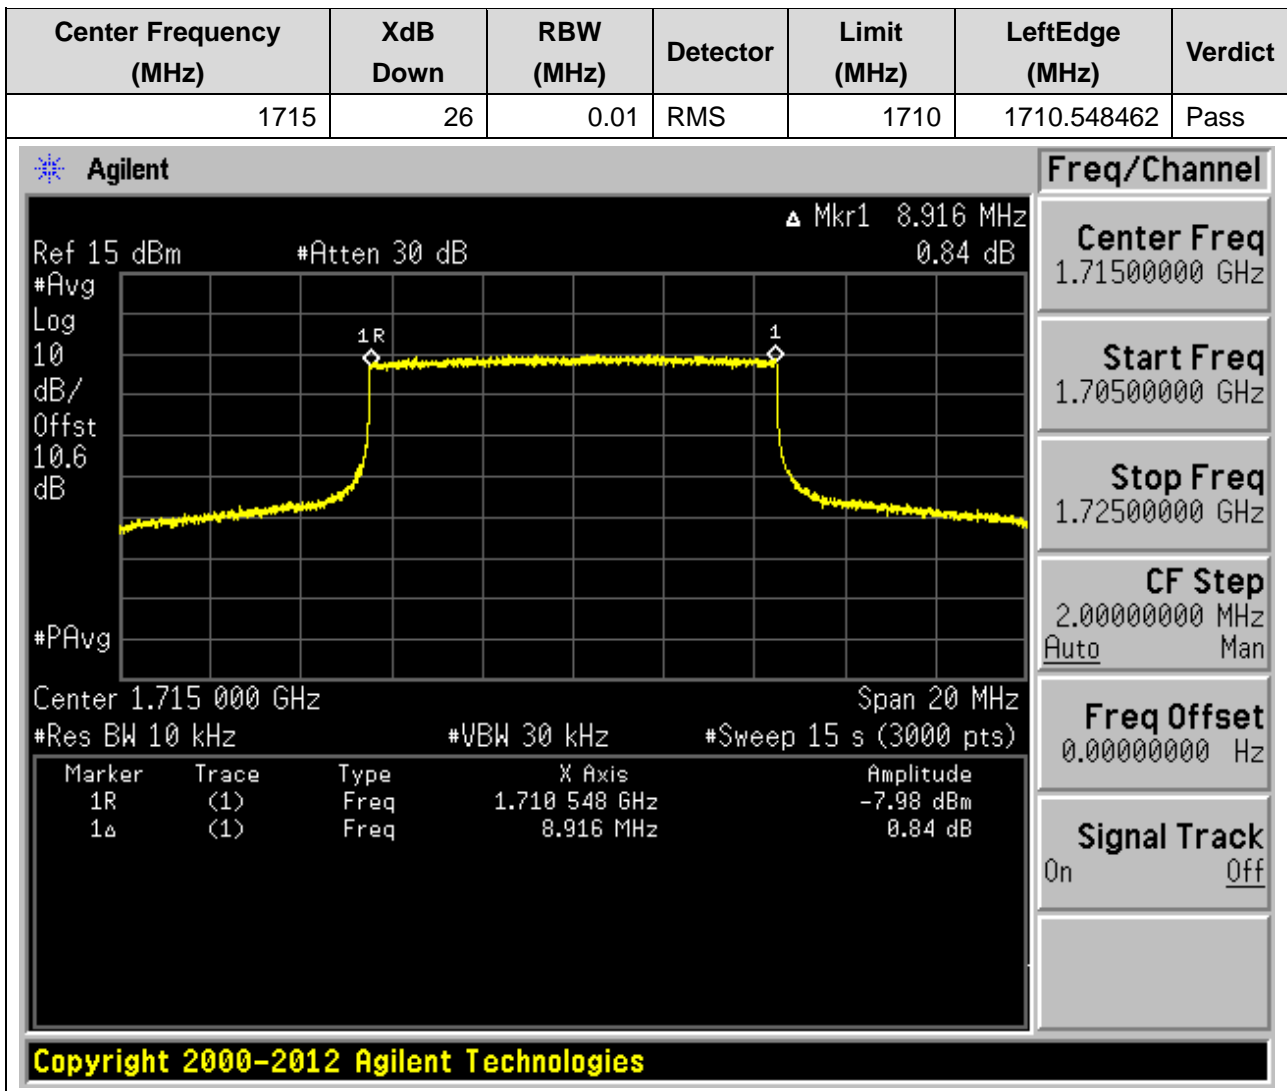 Center Frequency (MHz) XdB Down RBW (MHz) Detector Limit (MHz) LeftEdge (MHz) Verdict
1715 26 0.01 RMS 1710 1710.548462 Pass
Agilent Freq/Channel
Δ Mkr1 8.916 MHz
Ref 15 dBm #Atten 30 dB 0.84 dB
#Avg
Log
10
dB/
Offst
10.6
dB
1R 1
#PAvg
Center 1.715 000 GHz Span 20 MHz
#Res BW 10 kHz #VBW 30 kHz #Sweep 15 s (3000 pts)
Marker Trace Type X Axis Amplitude
1R (1) Freq 1.710 548 GHz -7.98 dBm
1Δ (1) Freq 8.916 MHz 0.84 dB
Center Freq
1.71500000 GHz
Start Freq
1.70500000 GHz
Stop Freq
1.72500000 GHz
CF Step
2.00000000 MHz
Auto Man
Freq Offset
0.00000000 Hz
Signal Track
On Off
Copyright 2000-2012 Agilent Technologies